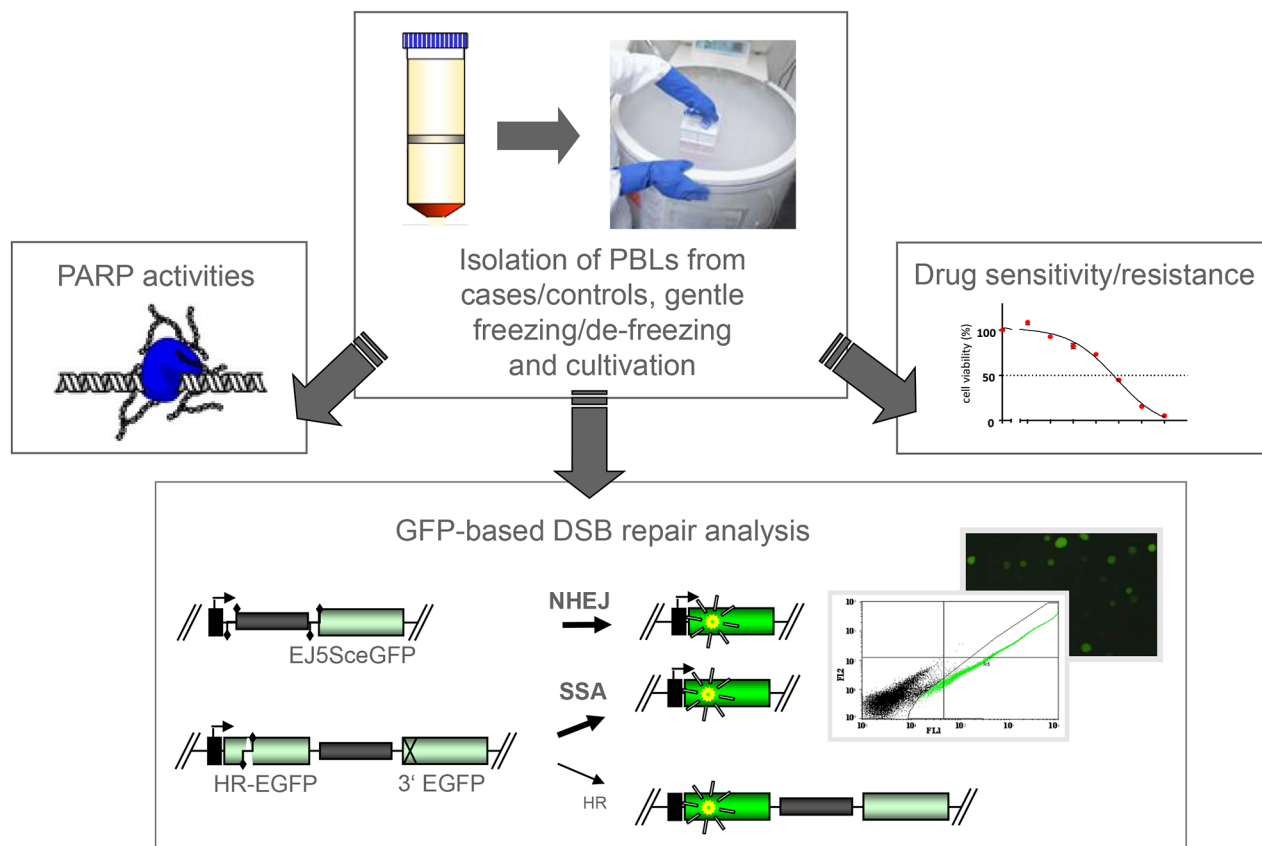 Isolation of PBLs from
cases/controls, gentle
freezing/de-freezing
and cultivation
PARP activities
Drug sensitivity/resistance
cell viability (%)
100
50
0
GFP-based DSB repair analysis
EJ5SceGFP
NHEJ
SSA
HR-EGFP
3‘ EGFP
HR
FL2
FL1